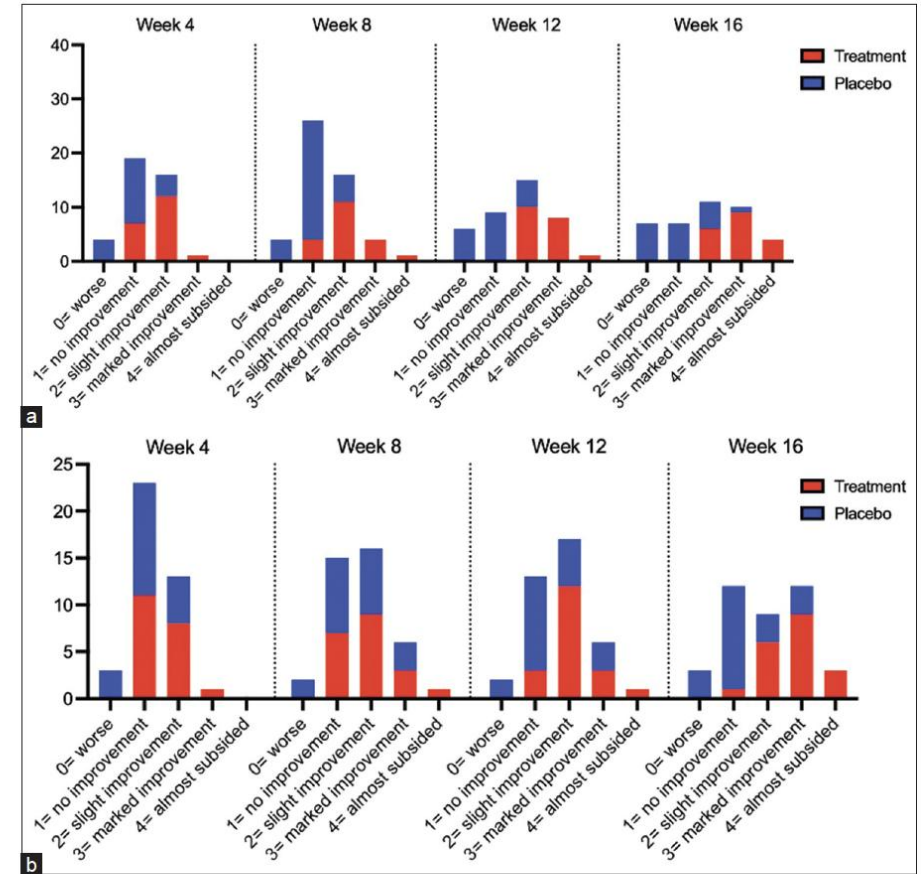 Week 4 Week 8 Week 12 Week 16
40
30
20
10
0
Treatment
Placebo
0= worse
1= no improvement
2= slight improvement
3= marked improvement
4= almost subsided
0= worse
1= no improvement
2= slight improvement
3= marked improvement
4= almost subsided
0= worse
1= no improvement
2= slight improvement
3= marked improvement
4= almost subsided
0= worse
1= no improvement
2= slight improvement
3= marked improvement
4= almost subsided
a
Week 4 Week 8 Week 12 Week 16
25
20
15
10
5
0
Treatment
Placebo
0= worse
1= no improvement
2= slight improvement
3= marked improvement
4= almost subsided
0= worse
1= no improvement
2= slight improvement
3= marked improvement
4= almost subsided
0= worse
1= no improvement
2= slight improvement
3= marked improvement
4= almost subsided
0= worse
1= no improvement
2= slight improvement
3= marked improvement
4= almost subsided
b